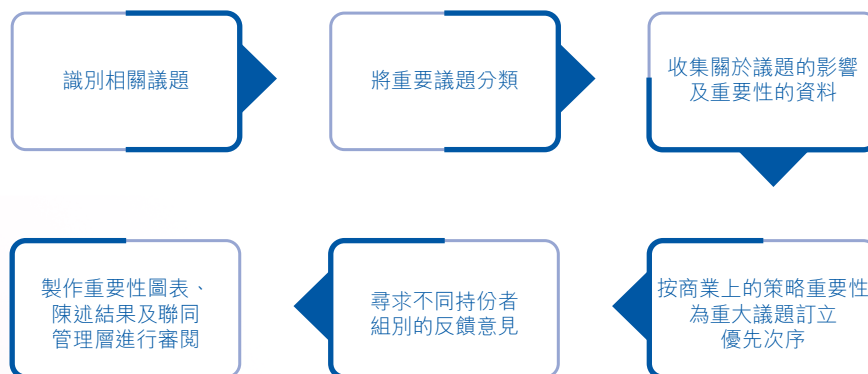 識別相關議題
將重要議題分類
收集關於議題的影響
及重要性的資料
按商業上的策略重要性
為重大議題訂立
優先次序
尋求不同持份者
組別的反饋意見
製作重要性圖表、
陳述結果及聯同
管理層進行審閱